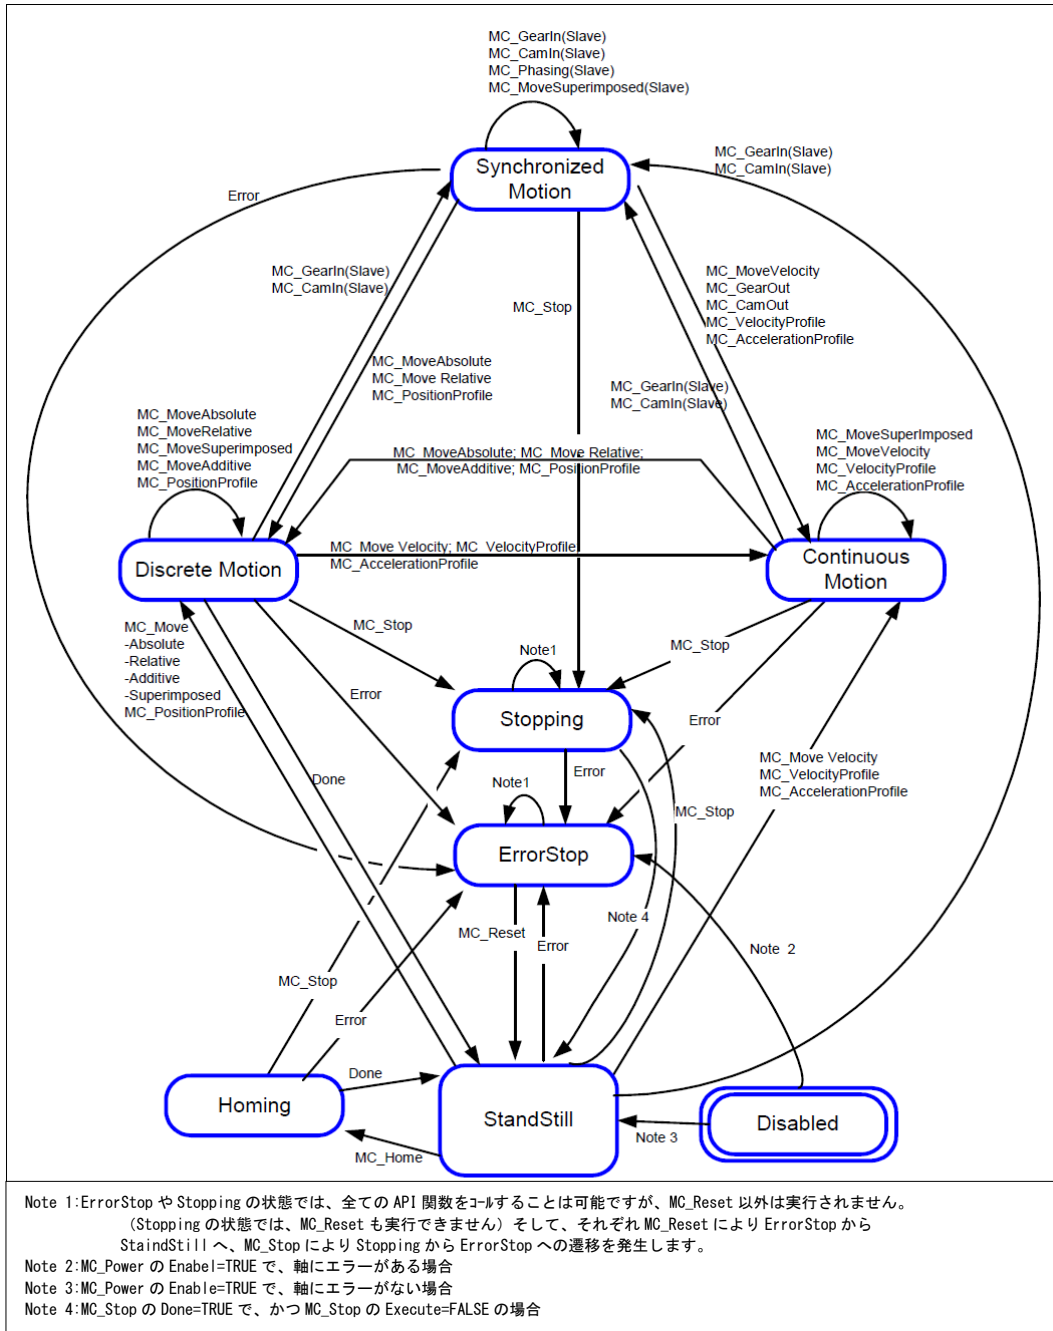 MC_GearIn(Slave)
MC_CamIn(Slave)
MC_Phasing(Slave)
MC_MoveSuperimposed(Slave)
MC_GearIn(Slave)
MC_CamIn(Slave)
Synchronized
Motion
Error
MC_GearIn(Slave)
MC_CamIn(Slave)
MC_Stop
MC_MoveVelocity
MC_GearOut
MC_CamOut
MC_VelocityProfile
MC_AccelerationProfile
MC_MoveAbsolute
MC_Move Relative
MC_PositionProfile
MC_GearIn(Slave)
MC_CamIn(Slave)
MC_MoveAbsolute
MC_MoveRelative
MC_MoveSuperimposed
MC_MoveAdditive
MC_PositionProfile
MC_MoveAbsolute; MC_Move Relative;
MC_MoveAdditive; MC_PositionProfile
MC_MoveSuperImposed
MC_MoveVelocity
MC_VelocityProfile
MC_AccelerationProfile
Discrete Motion
MC_Move Velocity; MC_VelocityProfile
MC_AccelerationProfile
Continuous
Motion
MC_Move
-Absolute
-Relative
-Additive
-Superimposed
MC_PositionProfile
MC_Stop
Note1
MC_Stop
Error
Stopping
Error
Done
Note1
Error
MC_Move Velocity
MC_VelocityProfile
MC_AccelerationProfile
MC_Stop
ErrorStop
MC_Reset
Error
Note 4
Note 2
MC_Stop
Error
Done
Homing
StandStill
Disabled
Note 3
MC_Home
Note 1:ErrorStop や Stopping の状態では、全ての API 関数をｺｰﾙすることは可能ですが、MC_Reset 以外は実行されません。
（Stopping の状態では、MC_Reset も実行できません）そして、それぞれ MC_Reset により ErrorStop から
StaindStill へ、MC_Stop により Stopping から ErrorStop への遷移を発生します。
Note 2:MC_Power の Enabel=TRUE で、軸にエラーがある場合
Note 3:MC_Power の Enable=TRUE で、軸にエラーがない場合
Note 4:MC_Stop の Done=TRUE で、かつ MC_Stop の Execute=FALSE の場合